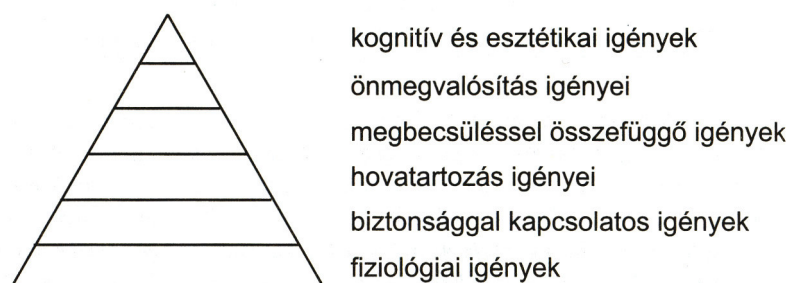 kognitív és esztétikai igények
önmegvalósítás igényei
megbecsüléssel összefüggő igények
hovatartozás igényei
biztonsággal kapcsolatos igények
fiziológiai igények